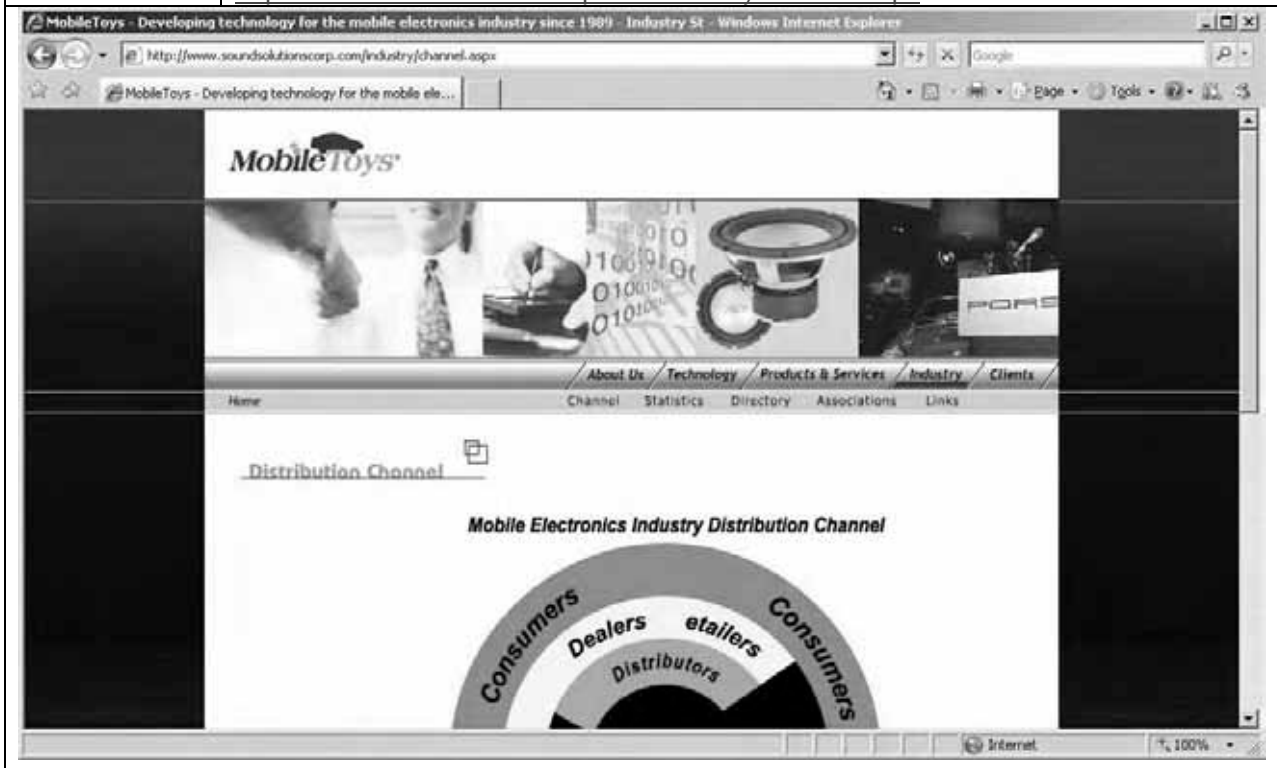 MobileToys - Developing technology for the mobile electronics industry since 1989 - Industry St - Windows Internet Explorer
http://www.soundsolutionscorp.com/industry/channel.aspx
Google
MobileToys - Developing technology for the mobile ele...
Page
Tools
MobileToys
010
0100
PORS
About Us
Technology
Products & Services
Industry
Clients
Home
Channel
Statistics
Directory
Associations
Links
Distribution Channel
Mobile Electronics Industry Distribution Channel
Consumers
Consumers
Dealers
etailers
Distributors
Internet
100%